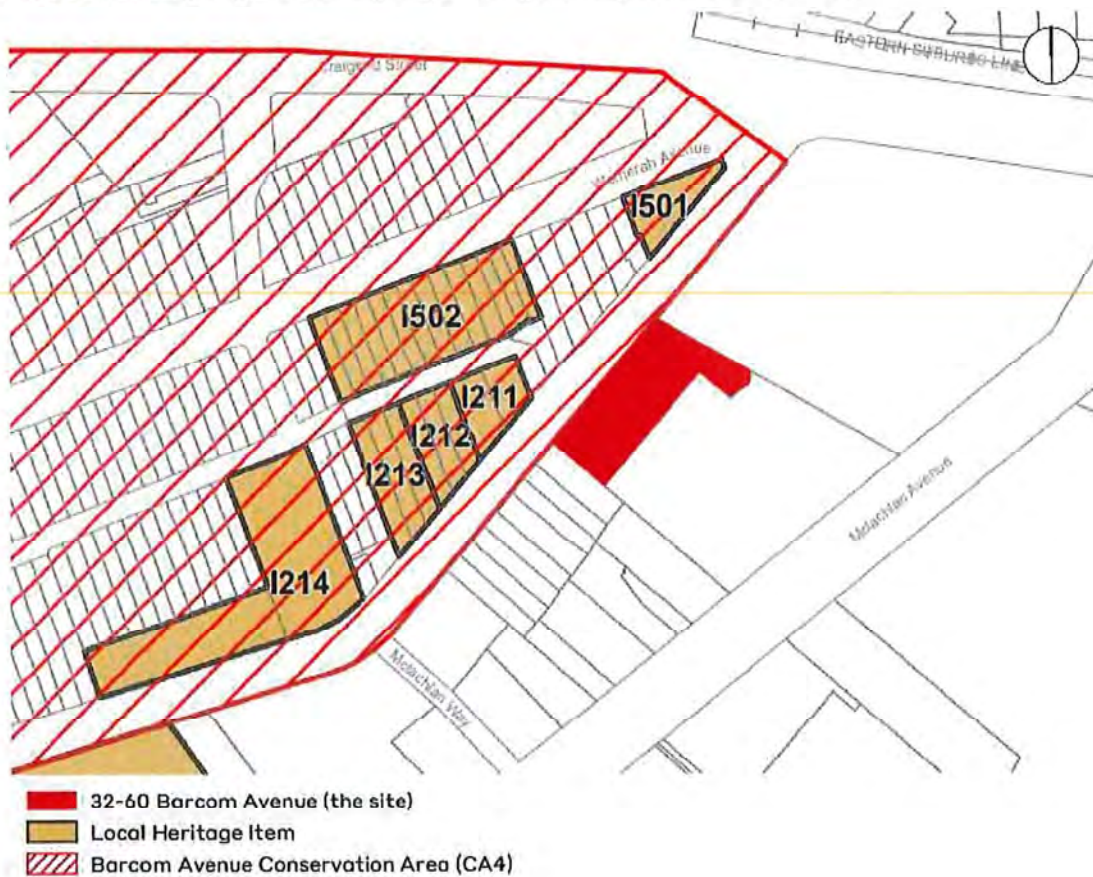 EASTERN SUBURBS LINE
Craigend Street
Womerah Avenue
I501
I502
I211
I212
I213
I214
Mclachlan Avenue
Mclachlan Way
32-60 Barcom Avenue (the site)
Local Heritage Item
Barcom Avenue Conservation Area (CA4)